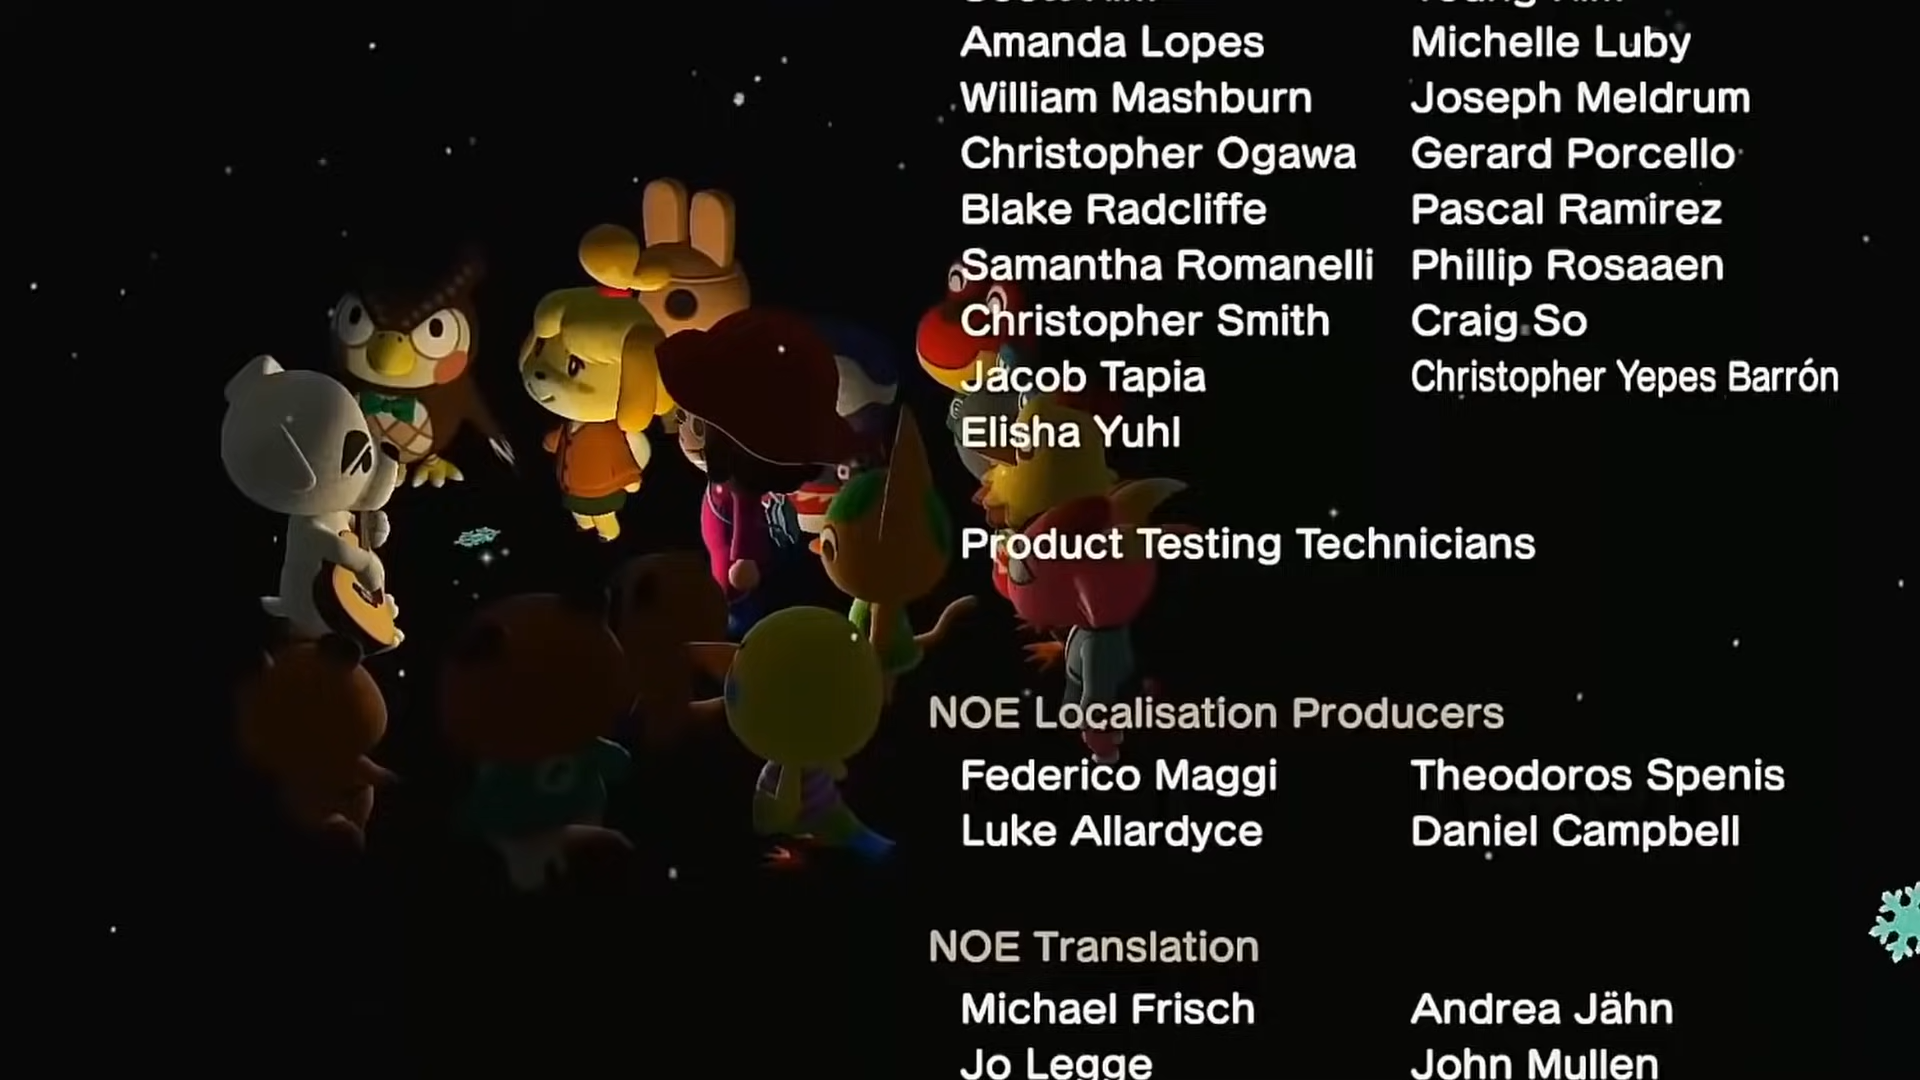 Amanda Lopes Michelle Luby
William Mashburn Joseph Meldrum
Christopher Ogawa Gerard Porcello
Blake Radcliffe Pascal Ramirez
Samantha Romanelli Phillip Rosaaen
Christopher Smith Craig So
Jacob Tapia Christopher Yepes Barrón
Elisha Yuhl
Product Testing Technicians
NOE Localisation Producers
Federico Maggi Theodoros Spenis
Luke Allardyce Daniel Campbell
NOE Translation
Michael Frisch Andrea Jähn
Jo Legge John Mullen